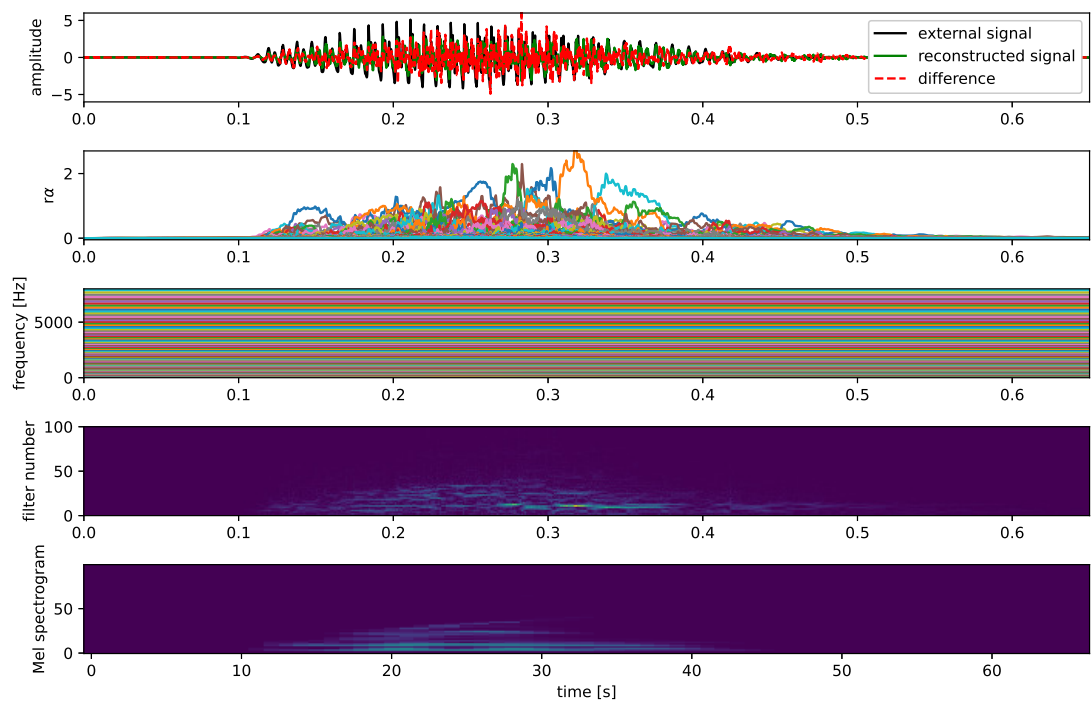 amplitude
5
0
−5
external signal
reconstructed signal
difference
0.0 0.1 0.2 0.3 0.4 0.5 0.6
rα
2
0
0.0 0.1 0.2 0.3 0.4 0.5 0.6
frequency [Hz]
5000
0
0.0 0.1 0.2 0.3 0.4 0.5 0.6
filter number
100
50
0
0.0 0.1 0.2 0.3 0.4 0.5 0.6
Mel spectrogram
50
0
0 10 20 30 40 50 60
time [s]